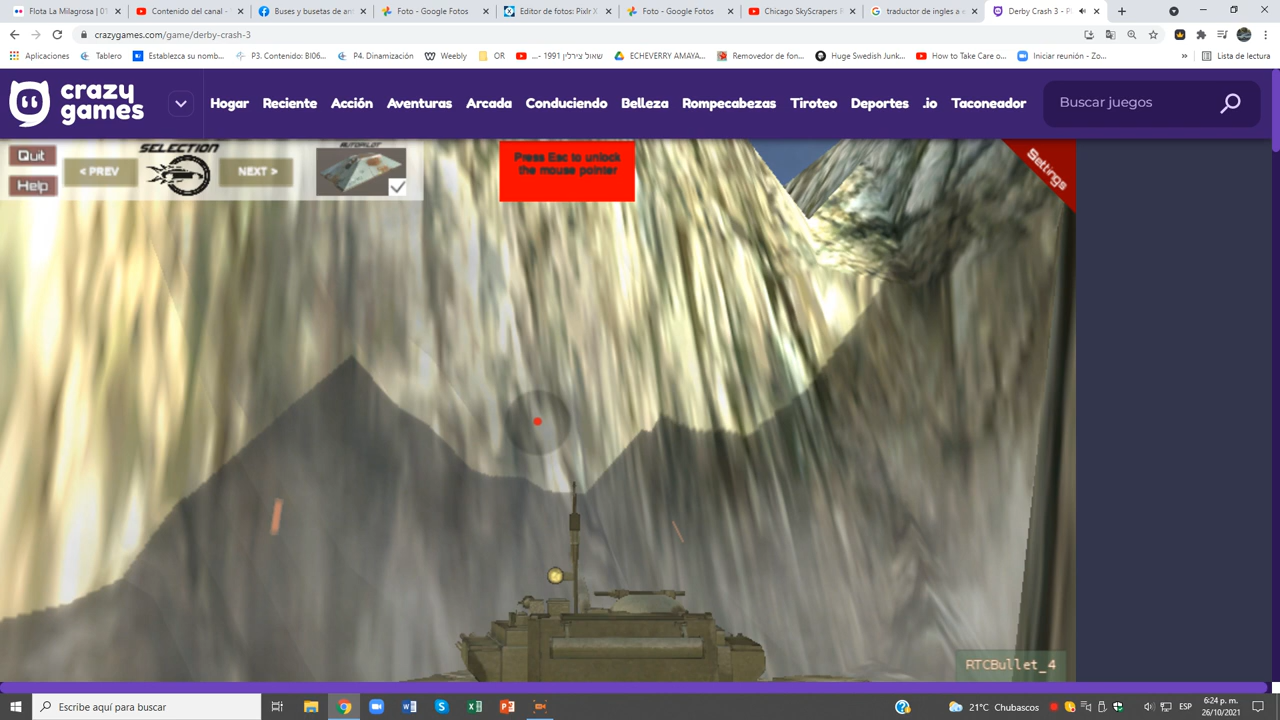 Flota La Milagrosa | 01
Contenido del canal -
Buses y busetas de an
Foto - Google Fotos
Editor de fotos: Pixlr X
Foto - Google Fotos
Chicago SkyScrapers P
traductor de ingles a e
Derby Crash 3 - P
crazygames.com/game/derby-crash-3
Aplicaciones
Tablero
Establezca su nomb...
P3. Contenido: BI06...
P4. Dinamización
Weebly
OR
שאול צירלין 1991 -...
ECHEVERRY AMAYA...
Removedor de fon...
Huge Swedish Junk...
How to Take Care o...
Iniciar reunión - Zo...
»
Lista de lectura
crazy games
Hogar
Reciente
Acción
Aventuras
Arcada
Conduciendo
Belleza
Rompecabezas
Tiroteo
Deportes
.io
Taconeador
Buscar juegos
Quit
Help
< PREV
SELECTION
NEXT >
AUTOPILOT
Press Esc to unlock
the mouse pointer
Settings
RTCBullet_4
Escribe aquí para buscar
21°C Chubascos
ESP
6:24 p. m.
26/10/2021